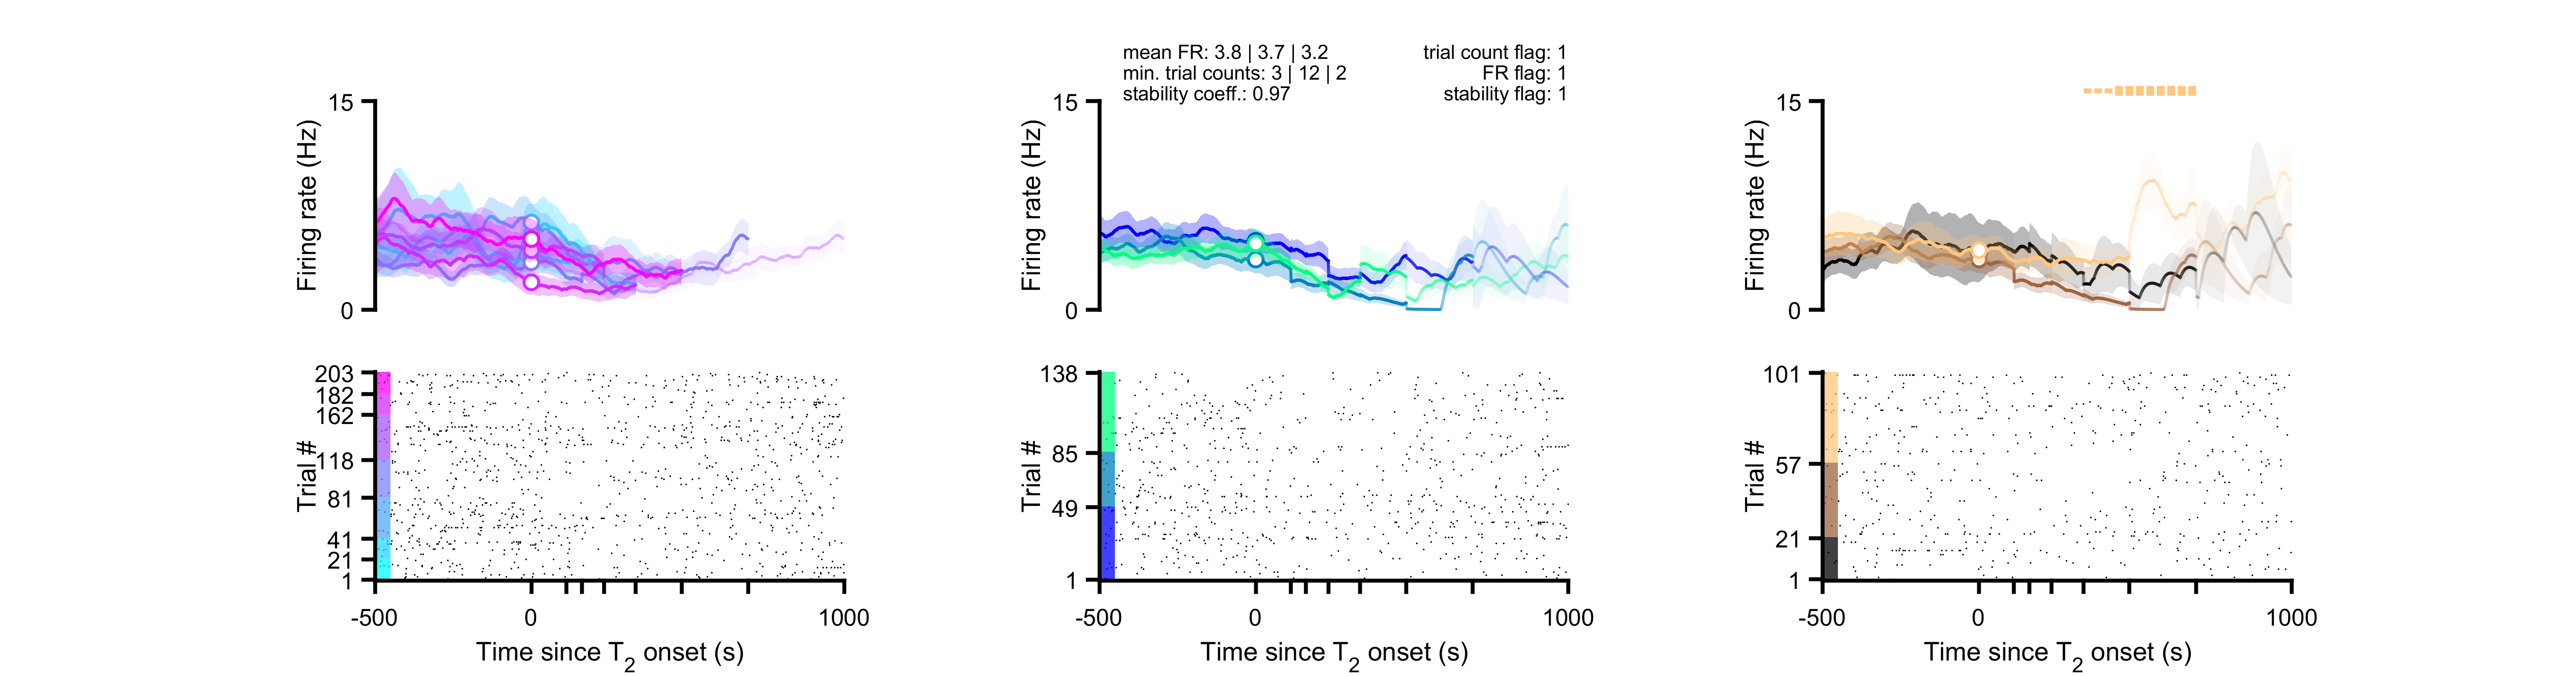 15
Firing rate (Hz)
0
203
182
162
118
81
41
21
1
Trial #
-500
0
1000
Time since T2 onset (s)
mean FR: 3.8 | 3.7 | 3.2
min. trial counts: 3 | 12 | 2
stability coeff.: 0.97
trial count flag: 1
FR flag: 1
stability flag: 1
15
Firing rate (Hz)
0
138
85
49
1
Trial #
-500
0
1000
Time since T2 onset (s)
15
Firing rate (Hz)
0
101
57
21
1
Trial #
-500
0
1000
Time since T2 onset (s)